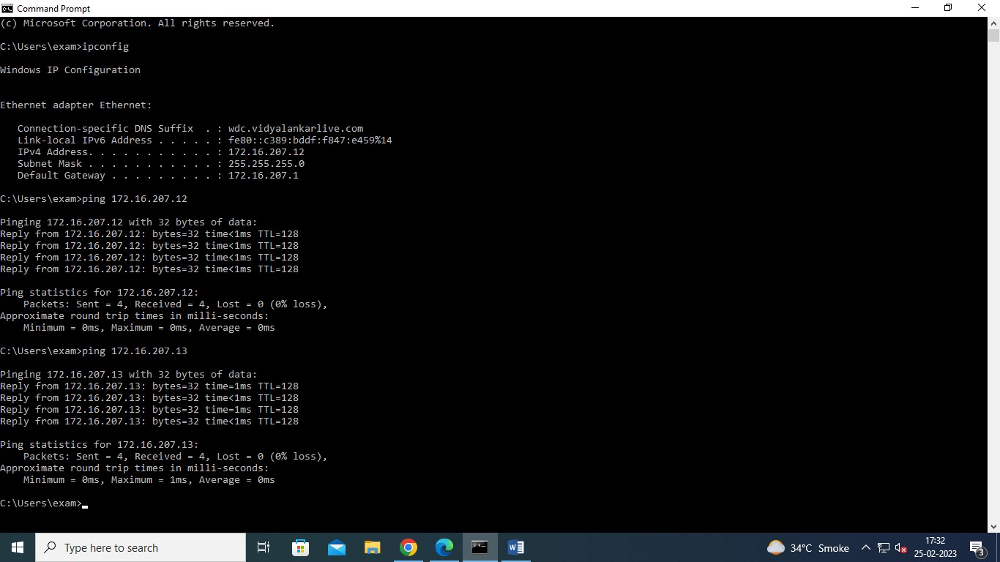 Command Prompt
(c) Microsoft Corporation. All rights reserved.
C:\Users\exam>ipconfig
Windows IP Configuration
Ethernet adapter Ethernet:
Connection-specific DNS Suffix  . : wdc.vidyalankarlive.com
Link-local IPv6 Address . . . . . : fe80::c389:bddf:f847:e459%14
IPv4 Address. . . . . . . . . . . : 172.16.207.12
Subnet Mask . . . . . . . . . . . : 255.255.255.0
Default Gateway . . . . . . . . . : 172.16.207.1
C:\Users\exam>ping 172.16.207.12
Pinging 172.16.207.12 with 32 bytes of data:
Reply from 172.16.207.12: bytes=32 time<1ms TTL=128
Reply from 172.16.207.12: bytes=32 time<1ms TTL=128
Reply from 172.16.207.12: bytes=32 time<1ms TTL=128
Reply from 172.16.207.12: bytes=32 time<1ms TTL=128
Ping statistics for 172.16.207.12:
Packets: Sent = 4, Received = 4, Lost = 0 (0% loss),
Approximate round trip times in milli-seconds:
Minimum = 0ms, Maximum = 0ms, Average = 0ms
C:\Users\exam>ping 172.16.207.13
Pinging 172.16.207.13 with 32 bytes of data:
Reply from 172.16.207.13: bytes=32 time=1ms TTL=128
Reply from 172.16.207.13: bytes=32 time<1ms TTL=128
Reply from 172.16.207.13: bytes=32 time=1ms TTL=128
Reply from 172.16.207.13: bytes=32 time<1ms TTL=128
Ping statistics for 172.16.207.13:
Packets: Sent = 4, Received = 4, Lost = 0 (0% loss),
Approximate round trip times in milli-seconds:
Minimum = 0ms, Maximum = 1ms, Average = 0ms
C:\Users\exam>
Type here to search
34°C Smoke
17:32
25-02-2023
3